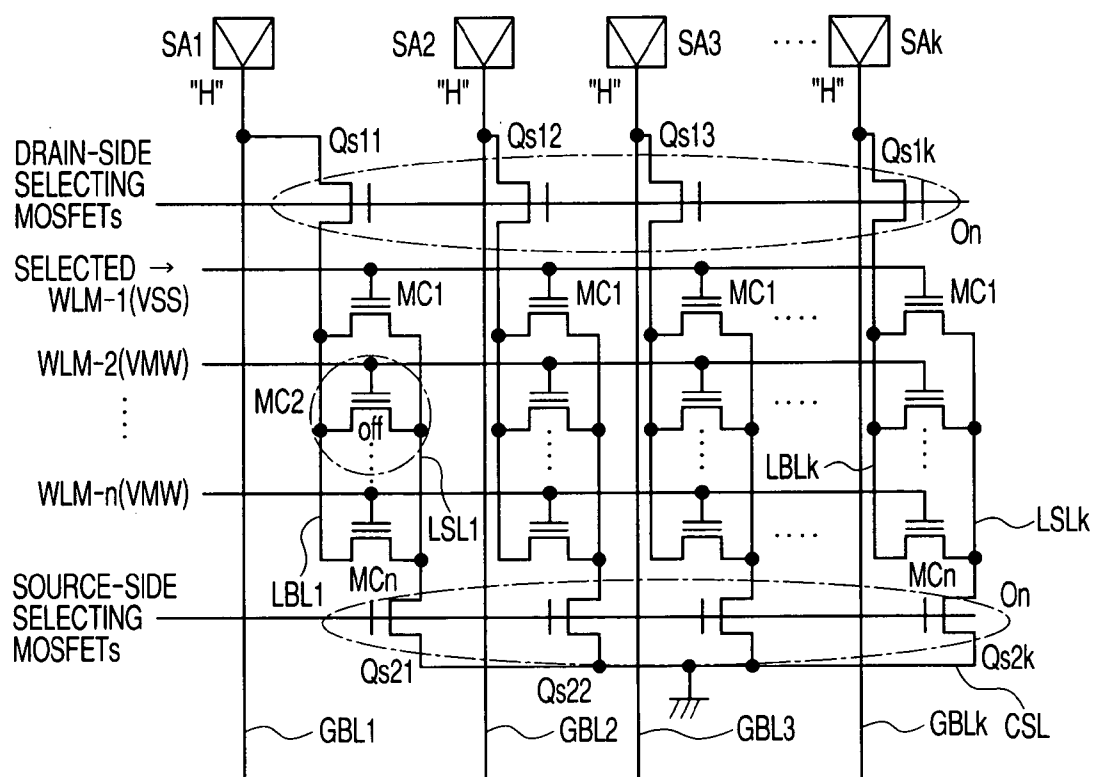 SA1 SA2 SA3 ···· SAk
"H" "H" "H" "H"
Qs11 Qs12 Qs13 Qs1k
DRAIN-SIDE
SELECTING
MOSFETs
On
SELECTED →
WLM-1(VSS)
MC1 MC1 MC1 MC1
····
WLM-2(VMW)
MC2
off
····
LBLk
WLM-n(VMW)
LSL1
LSLk
····
LBL1
MCn MCn
SOURCE-SIDE
SELECTING
MOSFETs
On
Qs21 Qs22 Qs2k
GBL1 GBL2 GBL3 GBLk CSL